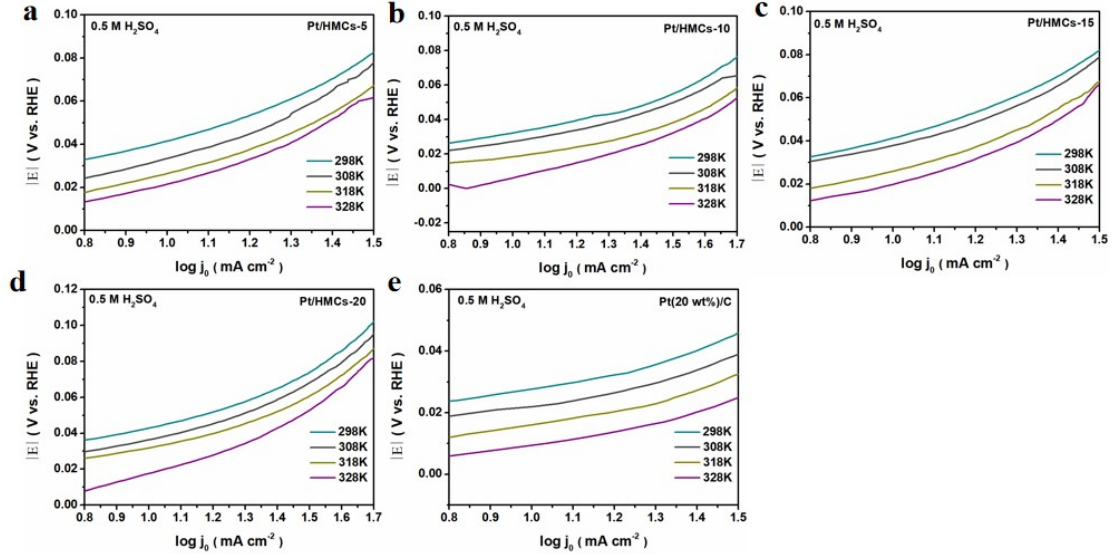 a
0.5 M H₂SO₄
Pt/HMCs-5
0.10
0.08
0.06
0.04
0.02
0.00
|E| ( V vs. RHE)
298K
308K
318K
328K
0.8 0.9 1.0 1.1 1.2 1.3 1.4 1.5
log j₀ ( mA cm⁻²)
b
0.5 M H₂SO₄
Pt/HMCs-10
0.10
0.08
0.06
0.04
0.02
0.00
-0.02
|E| ( V vs. RHE)
298K
308K
318K
328K
0.8 0.9 1.0 1.1 1.2 1.3 1.4 1.5 1.6 1.7
log j₀ ( mA cm⁻²)
c
0.5 M H₂SO₄
Pt/HMCs-15
0.10
0.08
0.06
0.04
0.02
0.00
|E| ( V vs. RHE)
298K
308K
318K
328K
0.8 0.9 1.0 1.1 1.2 1.3 1.4 1.5
log j₀ ( mA cm⁻²)
d
0.5 M H₂SO₄
Pt/HMCs-20
0.12
0.10
0.08
0.06
0.04
0.02
0.00
|E| ( V vs. RHE)
298K
308K
318K
328K
0.8 0.9 1.0 1.1 1.2 1.3 1.4 1.5 1.6 1.7
log j₀ ( mA cm⁻²)
e
0.5 M H₂SO₄
Pt(20 wt%)/C
0.06
0.04
0.02
0.00
|E| ( V vs. RHE)
298K
308K
318K
328K
0.8 0.9 1.0 1.1 1.2 1.3 1.4 1.5
log j₀ ( mA cm⁻²)